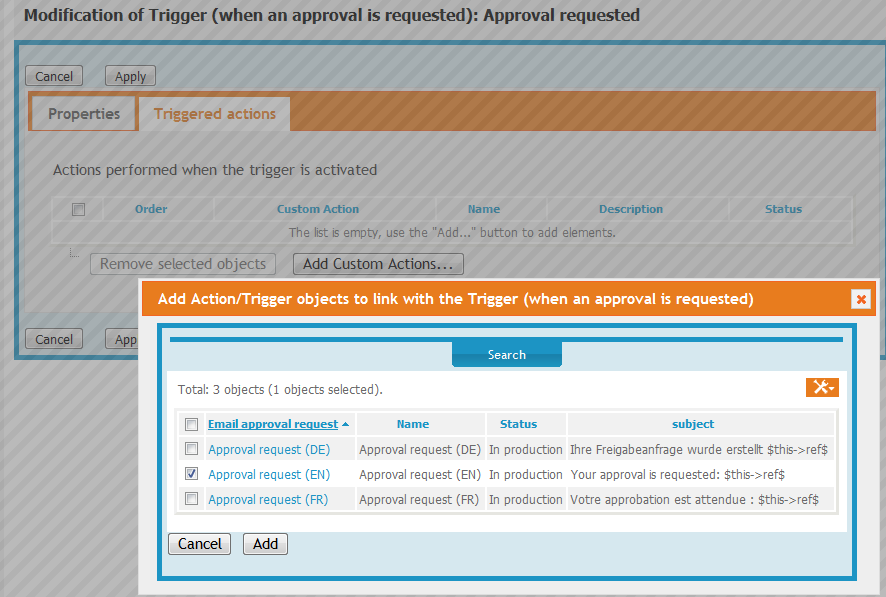 Modification of Trigger (when an approval is requested): Approval requested
Cancel Apply
Properties Triggered actions
Actions performed when the trigger is activated
Order Custom Action Name Description Status
The list is empty, use the "Add..." button to add elements.
Remove selected objects Add Custom Actions...
Add Action/Trigger objects to link with the Trigger (when an approval is requested)
Cancel App
Search
Total: 3 objects (1 objects selected).
Email approval request Name Status subject
Approval request (DE) Approval request (DE) In production Ihre Freigabeanfrage wurde erstellt $this->ref$
Approval request (EN) Approval request (EN) In production Your approval is requested: $this->ref$
Approval request (FR) Approval request (FR) In production Votre approbation est attendue : $this->ref$
Cancel Add